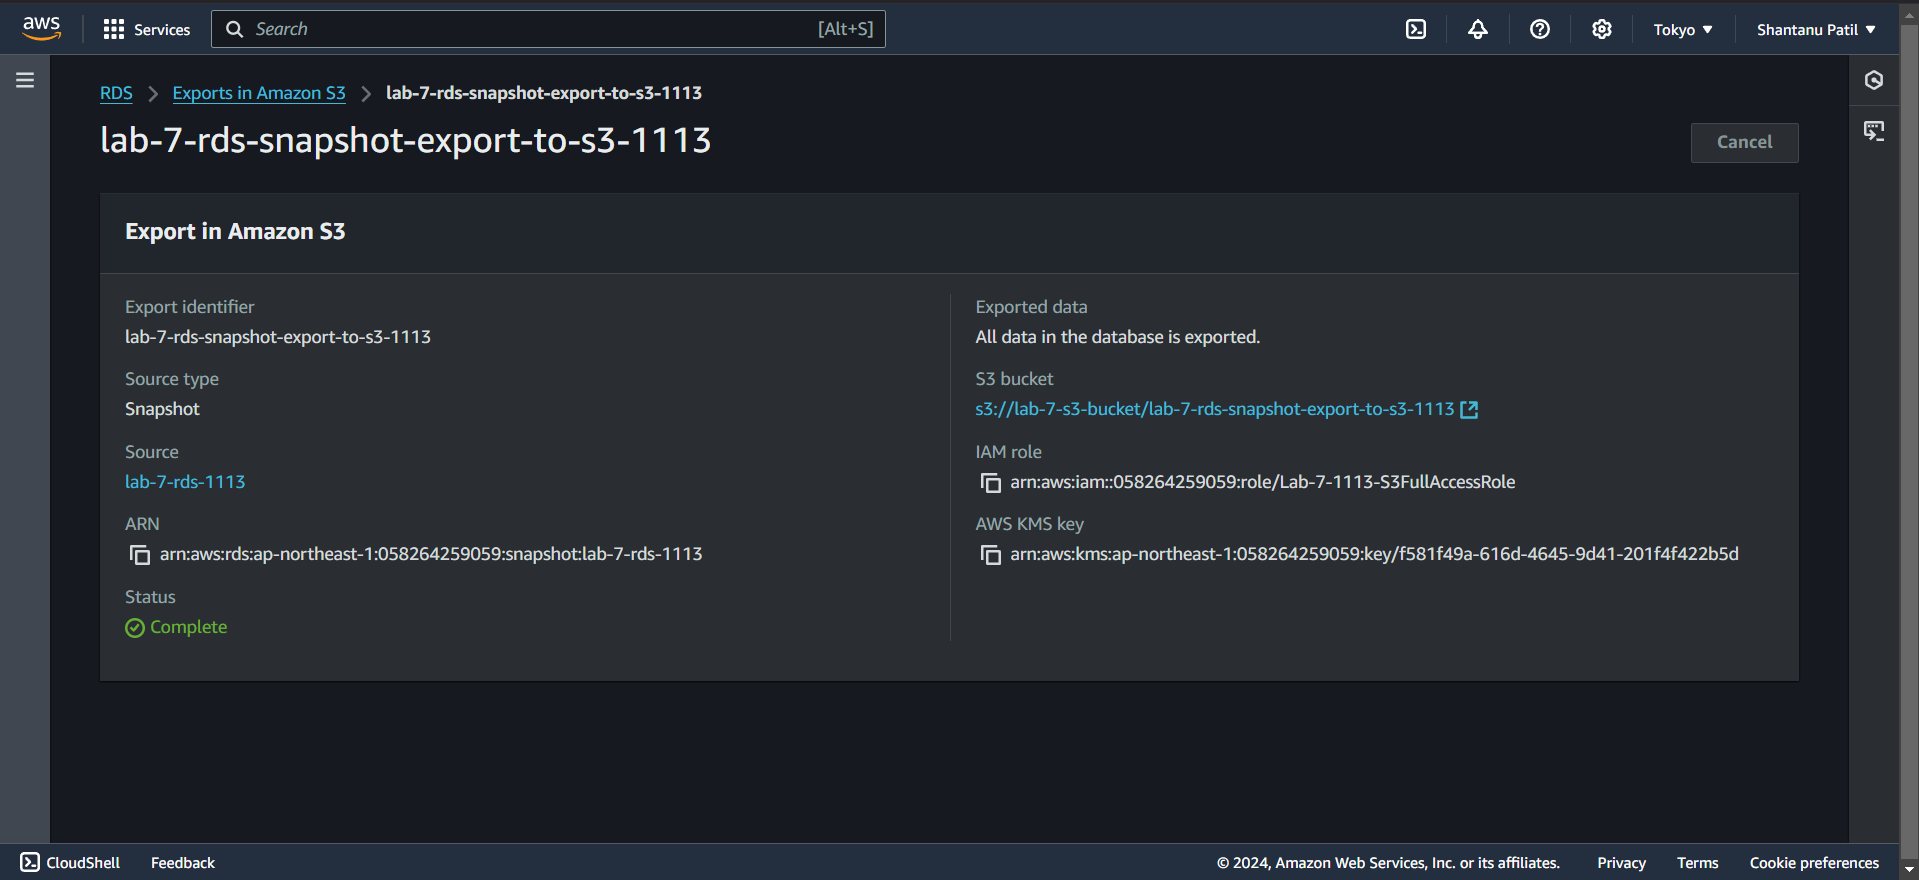 aws Services Search [Alt+S] Tokyo Shantanu Patil
RDS Exports in Amazon S3 lab-7-rds-snapshot-export-to-s3-1113
lab-7-rds-snapshot-export-to-s3-1113
Cancel
Export in Amazon S3
Export identifier
lab-7-rds-snapshot-export-to-s3-1113
Source type
Snapshot
Source
lab-7-rds-1113
ARN
arn:aws:rds:ap-northeast-1:058264259059:snapshot:lab-7-rds-1113
Status
Complete
Exported data
All data in the database is exported.
S3 bucket
s3://lab-7-s3-bucket/lab-7-rds-snapshot-export-to-s3-1113
IAM role
arn:aws:iam::058264259059:role/Lab-7-1113-S3FullAccessRole
AWS KMS key
arn:aws:kms:ap-northeast-1:058264259059:key/f581f49a-616d-4645-9d41-201f4f422b5d
CloudShell Feedback © 2024, Amazon Web Services, Inc. or its affiliates. Privacy Terms Cookie preferences